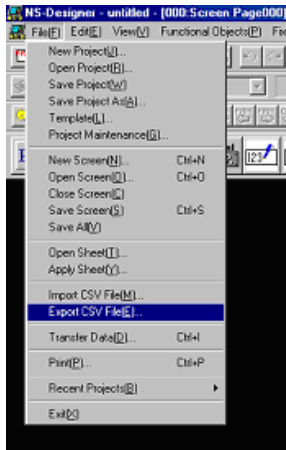 NS-Designer - untitled - [000:Screen Page000]
File[F] Edit[E] View[V] Functional Objects[P] Fix
New Project[J]...
Open Project[R]...
Save Project[W]
Save Project As[A]...
Template[L]...
Project Maintenance[G]...
New Screen[N]... Ctrl+N
Open Screen[O]... Ctrl+O
Close Screen[C]
Save Screen[S] Ctrl+S
Save All[V]
Open Sheet[T]...
Apply Sheet[Y]...
Import CSV File[M]...
Export CSV File[E]...
Transfer Data[D]... Ctrl+I
Print[P]... Ctrl+P
Recent Projects[R]
Exit[X]